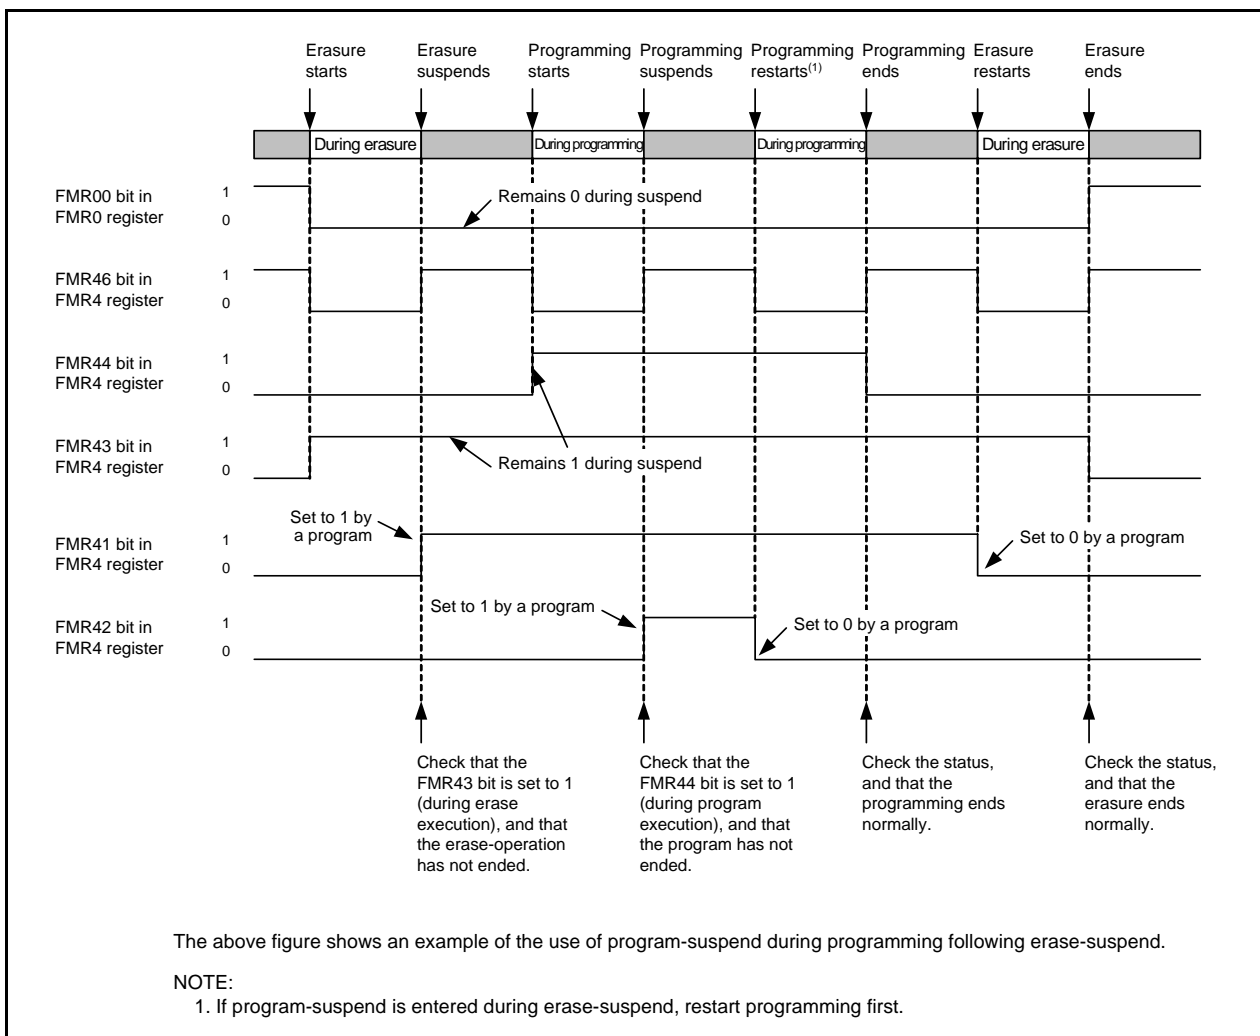 Erasure
starts
Erasure
suspends
Programming
starts
Programming
suspends
Programming
restarts(1)
Programming
ends
Erasure
restarts
Erasure
ends
During erasure
During programming
During programming
During erasure
FMR00 bit in
FMR0 register
1
0
Remains 0 during suspend
FMR46 bit in
FMR4 register
1
0
FMR44 bit in
FMR4 register
1
0
FMR43 bit in
FMR4 register
1
0
Remains 1 during suspend
Set to 1 by
a program
FMR41 bit in
FMR4 register
1
0
Set to 0 by a program
Set to 1 by a program
FMR42 bit in
FMR4 register
1
0
Set to 0 by a program
Check that the
FMR43 bit is set to 1
(during erase
execution), and that
the erase-operation
has not ended.
Check that the
FMR44 bit is set to 1
(during program
execution), and that
the program has not
ended.
Check the status,
and that the
programming ends
normally.
Check the status,
and that the
erasure ends
normally.
The above figure shows an example of the use of program-suspend during programming following erase-suspend.
NOTE:
1. If program-suspend is entered during erase-suspend, restart programming first.